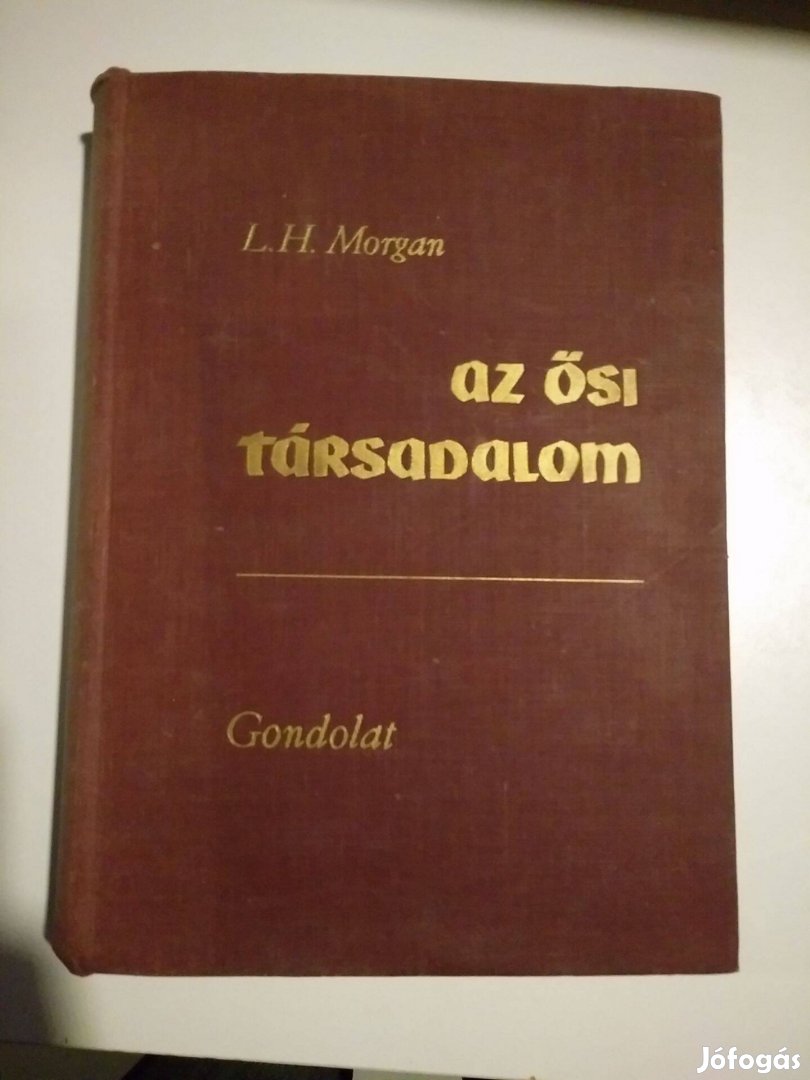 L. H. Morgan
az ősi
társadalom
Gondolat
Jófogás